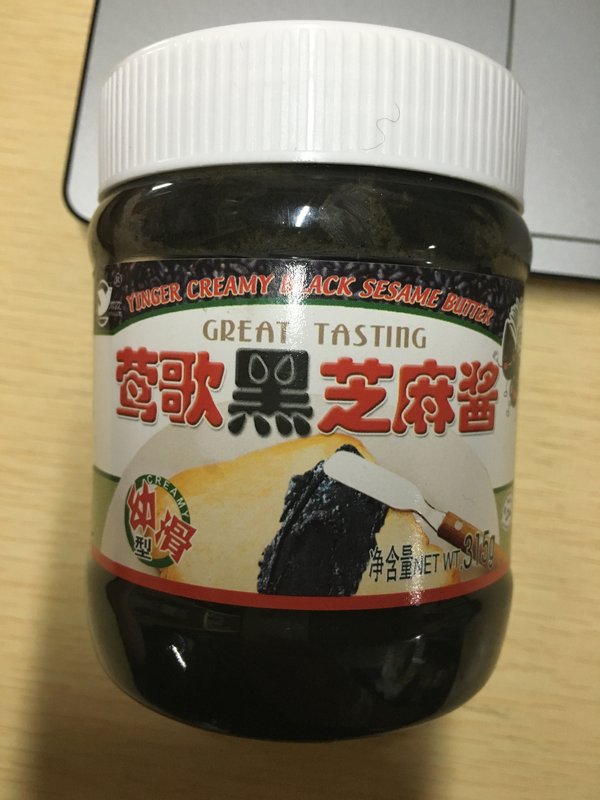 YINGER CREAMY BLACK SESAME BUTTER
GREAT TASTING
莺歌黑芝麻酱
CREAMY
幼滑
型
净含量NET WT.315g
®